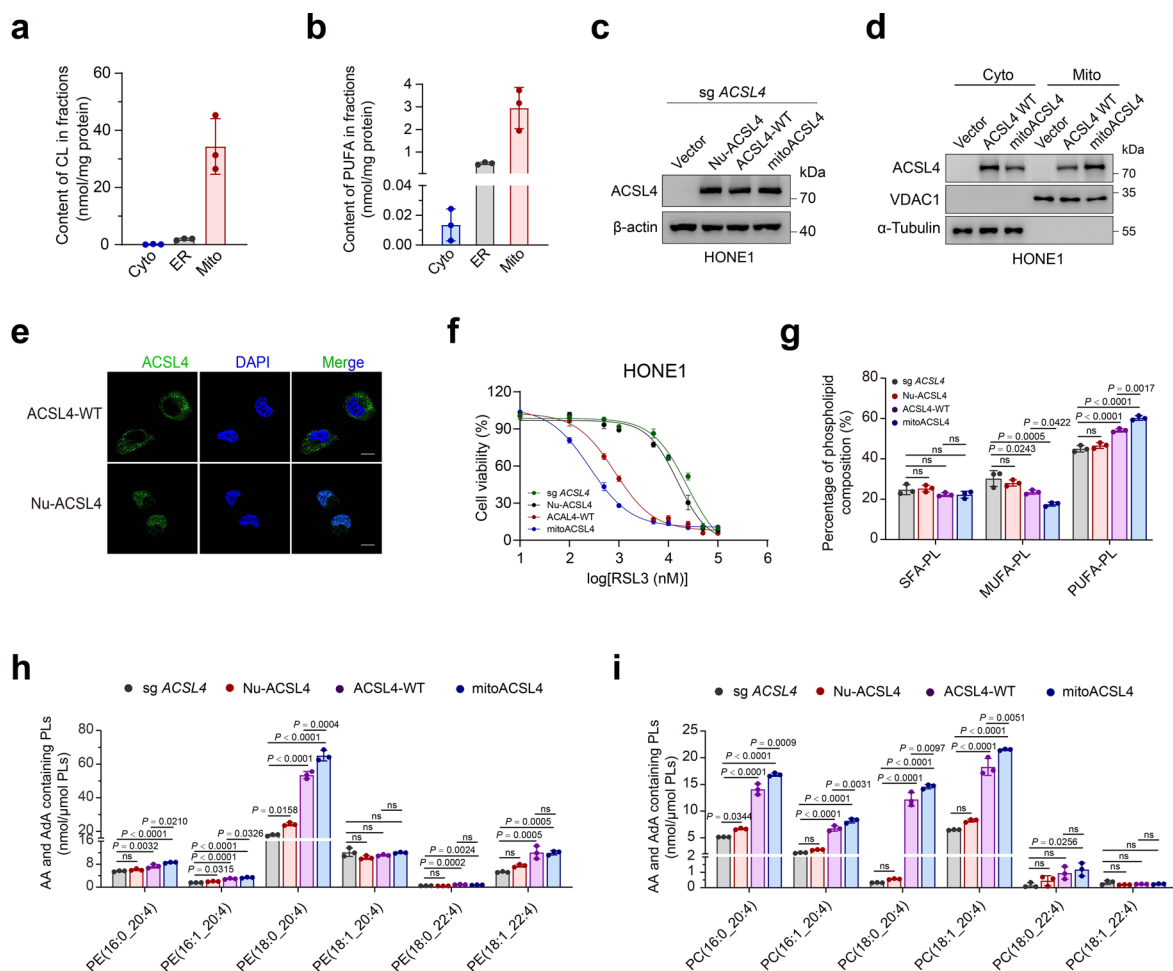 a
Content of CL in fractions
(nmol/mg protein)
60
40
20
0
Cyto
ER
Mito
b
Content of PUFA in fractions
(nmol/mg protein)
4
3
2
1
0.04
0.02
0.00
Cyto
ER
Mito
c
sg ACSL4
Vector
Nu-ACSL4
ACSL4-WT
mitoACSL4
kDa
ACSL4
70
β-actin
40
HONE1
d
Cyto
Mito
Vector
ACSL4 WT
mitoACSL4
Vector
ACSL4 WT
mitoACSL4
kDa
ACSL4
70
35
VDAC1
α-Tubulin
55
HONE1
e
ACSL4
DAPI
Merge
ACSL4-WT
Nu-ACSL4
f
HONE1
Cell viability (%)
120
90
60
30
0
sg ACSL4
Nu-ACSL4
ACAL4-WT
mitoACSL4
1
2
3
4
5
6
log[RSL3 (nM)]
g
Percentage of phospholipid
composition (%)
80
60
40
20
0
sg ACSL4
Nu-ACSL4
ACSL4-WT
mitoACSL4
ns
ns
ns
P = 0.0422
P = 0.0005
P = 0.0243
ns
P = 0.0017
P < 0.0001
P < 0.0001
ns
SFA-PL
MUFA-PL
PUFA-PL
h
sg ACSL4
Nu-ACSL4
ACSL4-WT
mitoACSL4
AA and AdA containing PLs
(nmol/μmol PLs)
80
60
40
20
16
8
0
P = 0.0210
P < 0.0001
P = 0.0032
ns
P = 0.0326
P < 0.0001
P < 0.0001
P = 0.0315
P = 0.0004
P < 0.0001
P < 0.0001
P = 0.0158
ns
ns
ns
ns
ns
P = 0.0024
P = 0.0002
ns
ns
P = 0.0005
P = 0.0005
ns
PE(16:0_20:4)
PE(16:1_20:4)
PE(18:0_20:4)
PE(18:1_20:4)
PE(18:0_22:4)
PE(18:1_22:4)
i
sg ACSL4
Nu-ACSL4
ACSL4-WT
mitoACSL4
AA and AdA containing PLs
(nmol/μmol PLs)
25
20
15
10
5
2
1
0
P = 0.0009
P < 0.0001
P < 0.0001
P = 0.0344
P = 0.0031
P < 0.0001
P < 0.0001
ns
P = 0.0097
P < 0.0001
P < 0.0001
ns
P = 0.0051
P < 0.0001
P < 0.0001
ns
ns
P = 0.0256
ns
ns
ns
ns
ns
ns
PC(16:0_20:4)
PC(16:1_20:4)
PC(18:0_20:4)
PC(18:1_20:4)
PC(18:0_22:4)
PC(18:1_22:4)